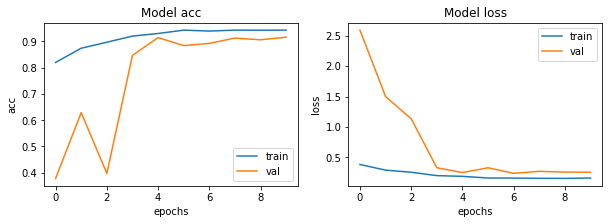 Model acc
acc
0.9
0.8
0.7
0.6
0.5
0.4
train
val
0 2 4 6 8
epochs
Model loss
loss
2.5
2.0
1.5
1.0
0.5
train
val
0 2 4 6 8
epochs